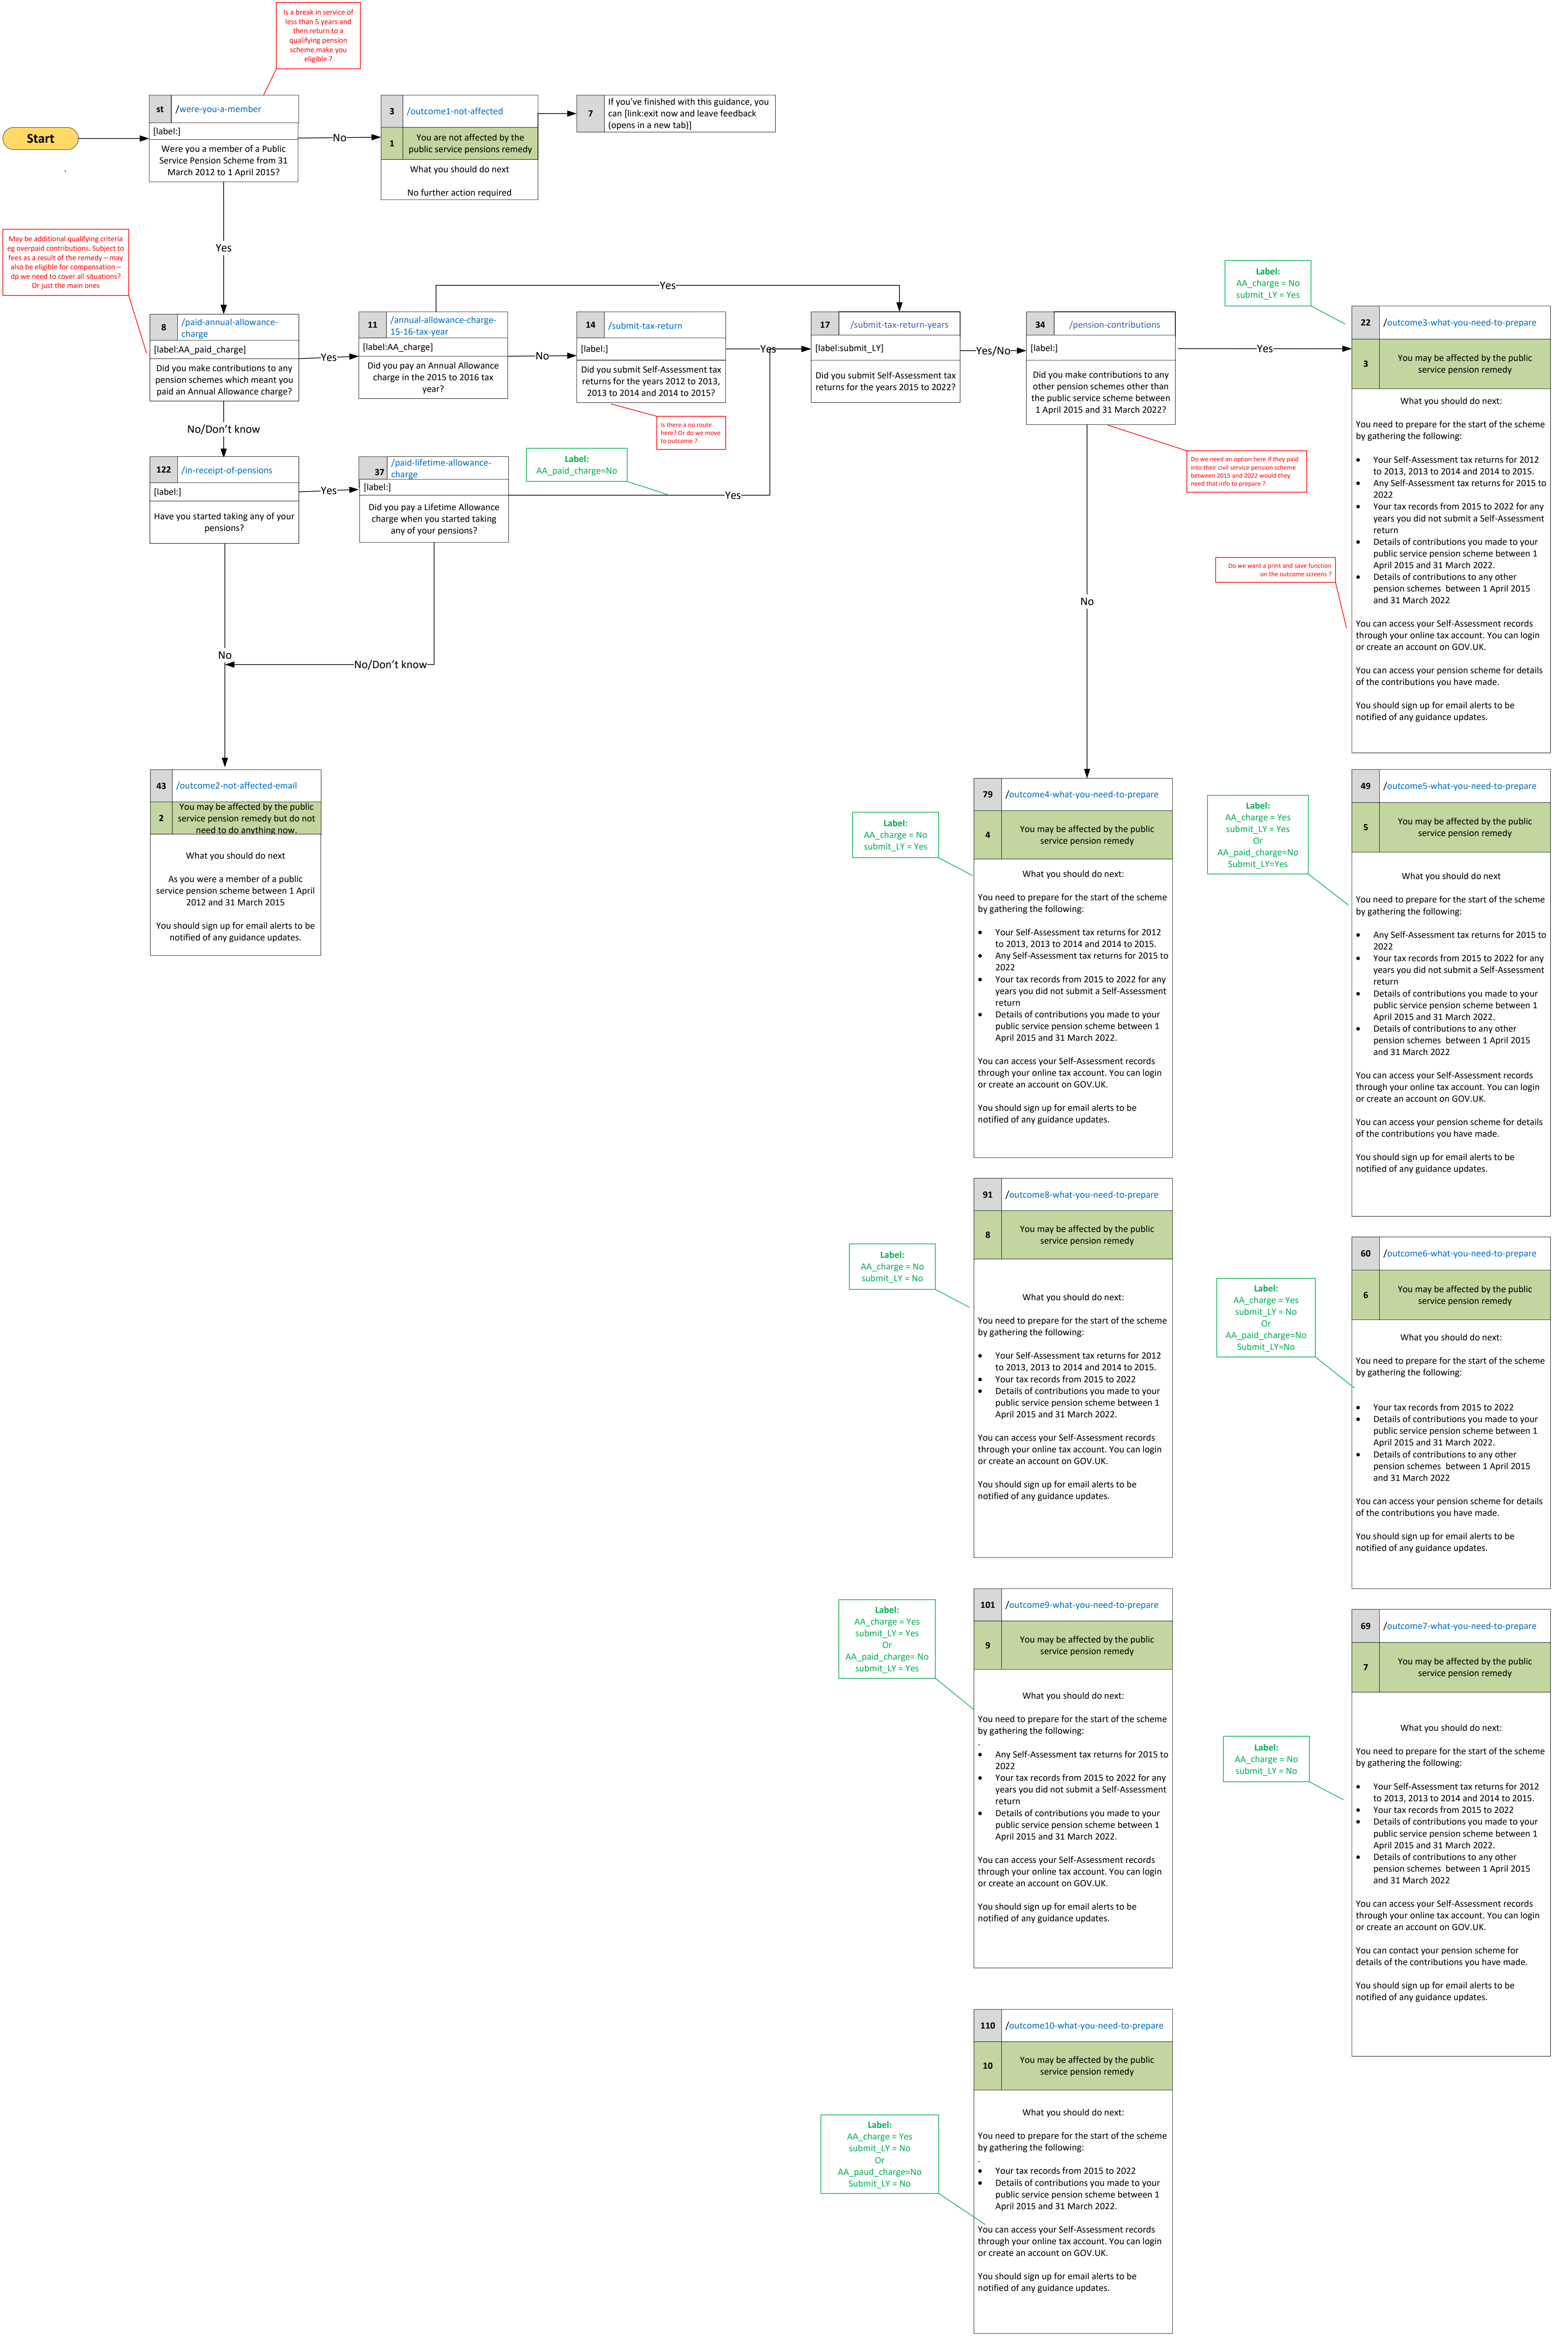 Is a break in service of
less than 5 years and
then return to a
qualifying pension
scheme make you
eligible ?
Start
st
/were-you-a-member
[label:]
Were you a member of a Public
Service Pension Scheme from 31
March 2012 to 1 April 2015?
No
3
/outcome1-not-affected
1
You are not affected by the
public service pensions remedy
What you should do next
No further action required
7
If you've finished with this guidance, you
can [link:exit now and leave feedback
(opens in a new tab)]
Yes
May be additional qualifying criteria
eg overpaid contributions. Subject to
fees as a result of the remedy – may
also be eligible for compensation –
dp we need to cover all situations?
Or just the main ones
8
/paid-annual-allowance-
charge
[label:AA_paid_charge]
Did you make contributions to any
pension schemes which meant you
paid an Annual Allowance charge?
Yes
11
/annual-allowance-charge-
15-16-tax-year
[label:AA_charge]
Did you pay an Annual Allowance
charge in the 2015 to 2016 tax
year?
Yes
No
14
/submit-tax-return
[label:]
Did you submit Self-Assessment tax
returns for the years 2012 to 2013,
2013 to 2014 and 2014 to 2015?
Is there a no route
here? Or do we move
to outcome ?
Yes
17
/submit-tax-return-years
[label:submit_LY]
Did you submit Self-Assessment tax
returns for the years 2015 to 2022?
Yes/No
34
/pension-contributions
[label:]
Did you make contributions to any
other pension schemes other than
the public service scheme between
1 April 2015 and 31 March 2022?
Do we need an option here if they paid
into their civil service pension scheme
between 2015 and 2022 would they
need that info to prepare ?
Yes
Label:
AA_charge = No
submit_LY = Yes
22
/outcome3-what-you-need-to-prepare
3
You may be affected by the public
service pension remedy
What you should do next:
You need to prepare for the start of the scheme
by gathering the following:
• Your Self-Assessment tax returns for 2012
to 2013, 2013 to 2014 and 2014 to 2015.
• Any Self-Assessment tax returns for 2015 to
2022
• Your tax records from 2015 to 2022 for any
years you did not submit a Self-Assessment
return
• Details of contributions you made to your
public service pension scheme between 1
April 2015 and 31 March 2022.
• Details of contributions to any other
pension schemes between 1 April 2015
and 31 March 2022
You can access your Self-Assessment records
through your online tax account. You can login
or create an account on GOV.UK.
You can access your pension scheme for details
of the contributions you have made.
You should sign up for email alerts to be
notified of any guidance updates.
Do we want a print and save function
on the outcome screens ?
No/Don't know
122
/in-receipt-of-pensions
[label:]
Have you started taking any of your
pensions?
Yes
37
/paid-lifetime-allowance-
charge
[label:]
Did you pay a Lifetime Allowance
charge when you started taking
any of your pensions?
Label:
AA_paid_charge=No
Yes
No
No
No/Don't know
43
/outcome2-not-affected-email
2
You may be affected by the public
service pension remedy but do not
need to do anything now.
What you should do next
As you were a member of a public
service pension scheme between 1 April
2012 and 31 March 2015
You should sign up for email alerts to be
notified of any guidance updates.
Label:
AA_charge = No
submit_LY = Yes
79
/outcome4-what-you-need-to-prepare
4
You may be affected by the public
service pension remedy
What you should do next:
You need to prepare for the start of the scheme
by gathering the following:
• Your Self-Assessment tax returns for 2012
to 2013, 2013 to 2014 and 2014 to 2015.
• Any Self-Assessment tax returns for 2015 to
2022
• Your tax records from 2015 to 2022 for any
years you did not submit a Self-Assessment
return
• Details of contributions you made to your
public service pension scheme between 1
April 2015 and 31 March 2022.
You can access your Self-Assessment records
through your online tax account. You can login
or create an account on GOV.UK.
You should sign up for email alerts to be
notified of any guidance updates.
Label:
AA_charge = Yes
submit_LY = Yes
Or
AA_paid_charge=No
Submit_LY=Yes
49
/outcome5-what-you-need-to-prepare
5
You may be affected by the public
service pension remedy
What you should do next
You need to prepare for the start of the scheme
by gathering the following:
• Any Self-Assessment tax returns for 2015 to
2022
• Your tax records from 2015 to 2022 for any
years you did not submit a Self-Assessment
return
• Details of contributions you made to your
public service pension scheme between 1
April 2015 and 31 March 2022.
• Details of contributions to any other
pension schemes between 1 April 2015
and 31 March 2022
You can access your Self-Assessment records
through your online tax account. You can login
or create an account on GOV.UK.
You can access your pension scheme for details
of the contributions you have made.
You should sign up for email alerts to be
notified of any guidance updates.
Label:
AA_charge = No
submit_LY = No
91
/outcome8-what-you-need-to-prepare
8
You may be affected by the public
service pension remedy
What you should do next:
You need to prepare for the start of the scheme
by gathering the following:
• Your Self-Assessment tax returns for 2012
to 2013, 2013 to 2014 and 2014 to 2015.
• Your tax records from 2015 to 2022
• Details of contributions you made to your
public service pension scheme between 1
April 2015 and 31 March 2022.
You can access your Self-Assessment records
through your online tax account. You can login
or create an account on GOV.UK.
You should sign up for email alerts to be
notified of any guidance updates.
Label:
AA_charge = Yes
submit_LY = No
Or
AA_paid_charge=No
Submit_LY=No
60
/outcome6-what-you-need-to-prepare
6
You may be affected by the public
service pension remedy
What you should do next:
You need to prepare for the start of the scheme
by gathering the following:
• Your tax records from 2015 to 2022
• Details of contributions you made to your
public service pension scheme between 1
April 2015 and 31 March 2022.
• Details of contributions to any other
pension schemes between 1 April 2015
and 31 March 2022
You can access your pension scheme for details
of the contributions you have made.
You should sign up for email alerts to be
notified of any guidance updates.
Label:
AA_charge = Yes
submit_LY = Yes
Or
AA_paid_charge= No
submit_LY = Yes
101
/outcome9-what-you-need-to-prepare
9
You may be affected by the public
service pension remedy
What you should do next:
You need to prepare for the start of the scheme
by gathering the following:
.
• Any Self-Assessment tax returns for 2015 to
2022
• Your tax records from 2015 to 2022 for any
years you did not submit a Self-Assessment
return
• Details of contributions you made to your
public service pension scheme between 1
April 2015 and 31 March 2022.
You can access your Self-Assessment records
through your online tax account. You can login
or create an account on GOV.UK.
You should sign up for email alerts to be
notified of any guidance updates.
Label:
AA_charge = No
submit_LY = No
69
/outcome7-what-you-need-to-prepare
7
You may be affected by the public
service pension remedy
What you should do next:
You need to prepare for the start of the scheme
by gathering the following:
• Your Self-Assessment tax returns for 2012
to 2013, 2013 to 2014 and 2014 to 2015.
• Your tax records from 2015 to 2022
• Details of contributions you made to your
public service pension scheme between 1
April 2015 and 31 March 2022.
• Details of contributions to any other
pension schemes between 1 April 2015
and 31 March 2022
You can access your Self-Assessment records
through your online tax account. You can login
or create an account on GOV.UK.
You can contact your pension scheme for
details of the contributions you have made.
You should sign up for email alerts to be
notified of any guidance updates.
Label:
AA_charge = Yes
submit_LY = No
Or
AA_paud_charge=No
Submit_LY = No
110
/outcome10-what-you-need-to-prepare
10
You may be affected by the public
service pension remedy
What you should do next:
You need to prepare for the start of the scheme
by gathering the following:
.
• Your tax records from 2015 to 2022
• Details of contributions you made to your
public service pension scheme between 1
April 2015 and 31 March 2022.
You can access your Self-Assessment records
through your online tax account. You can login
or create an account on GOV.UK.
You should sign up for email alerts to be
notified of any guidance updates.